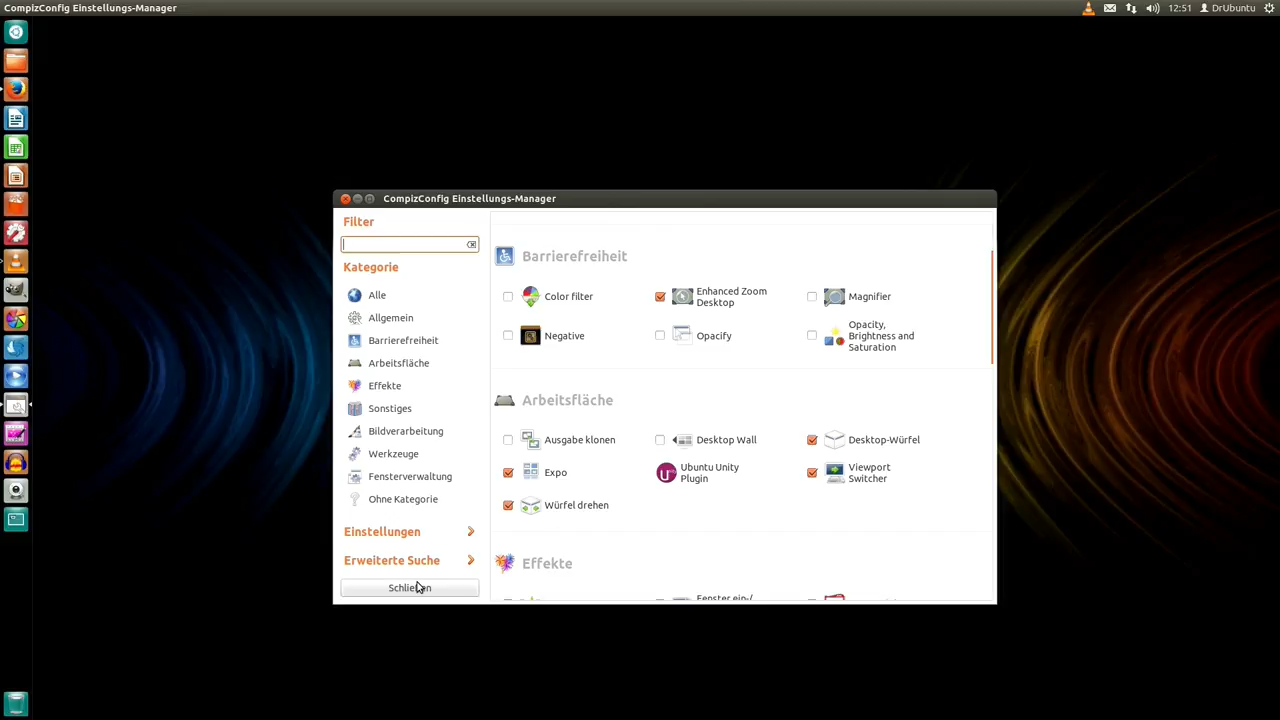 CompizConfig Einstellungs-Manager
12:51
DrUbuntu
CompizConfig Einstellungs-Manager
Filter
Kategorie
Alle
Allgemein
Barrierefreiheit
Arbeitsfläche
Effekte
Sonstiges
Bildverarbeitung
Werkzeuge
Fensterverwaltung
Ohne Kategorie
Einstellungen
Erweiterte Suche
Schließen
Barrierefreiheit
Color filter
Enhanced Zoom
Desktop
Magnifier
Negative
Opacify
Opacity,
Brightness and
Saturation
Arbeitsfläche
Ausgabe klonen
Desktop Wall
Desktop-Würfel
Expo
Ubuntu Unity
Plugin
Viewport
Switcher
Würfel drehen
Effekte
Fenster ein-/